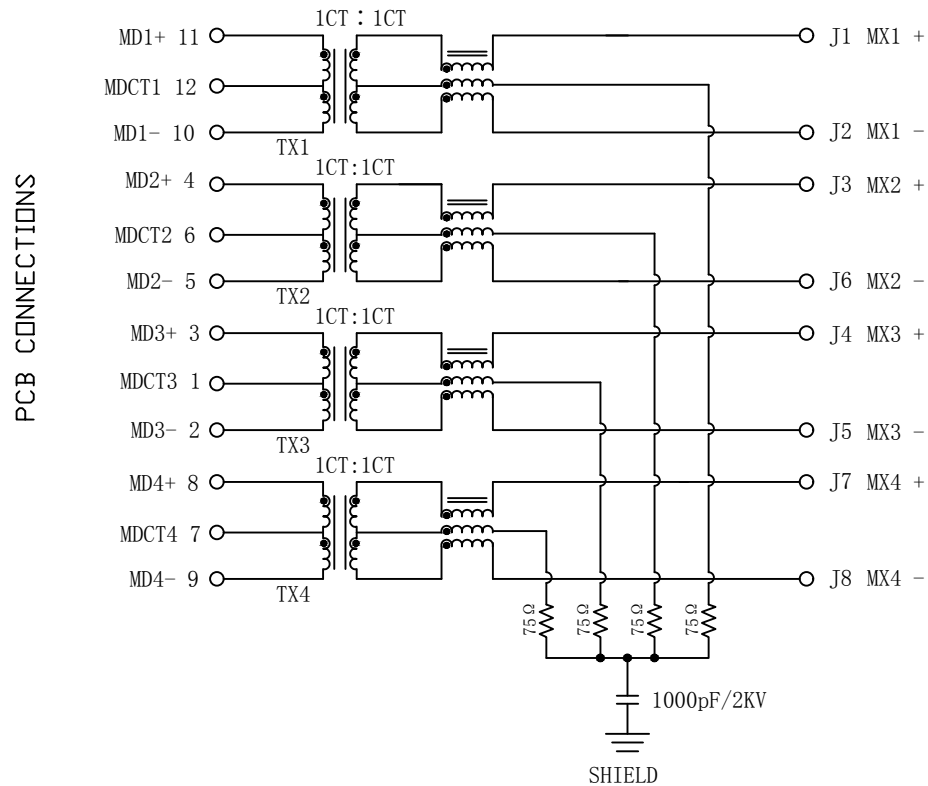 1CT : 1CT
MD1+ 11
J1 MX1 +
MDCT1 12
MD1- 10
J2 MX1 -
TX1
1CT:1CT
MD2+ 4
J3 MX2 +
MDCT2 6
MD2- 5
J6 MX2 -
TX2
1CT:1CT
MD3+ 3
J4 MX3 +
MDCT3 1
MD3- 2
J5 MX3 -
TX3
1CT:1CT
MD4+ 8
J7 MX4 +
MDCT4 7
MD4- 9
J8 MX4 -
TX4
PCB CONNECTIONS
75Ω
75Ω
75Ω
75Ω
1000pF/2KV
SHIELD